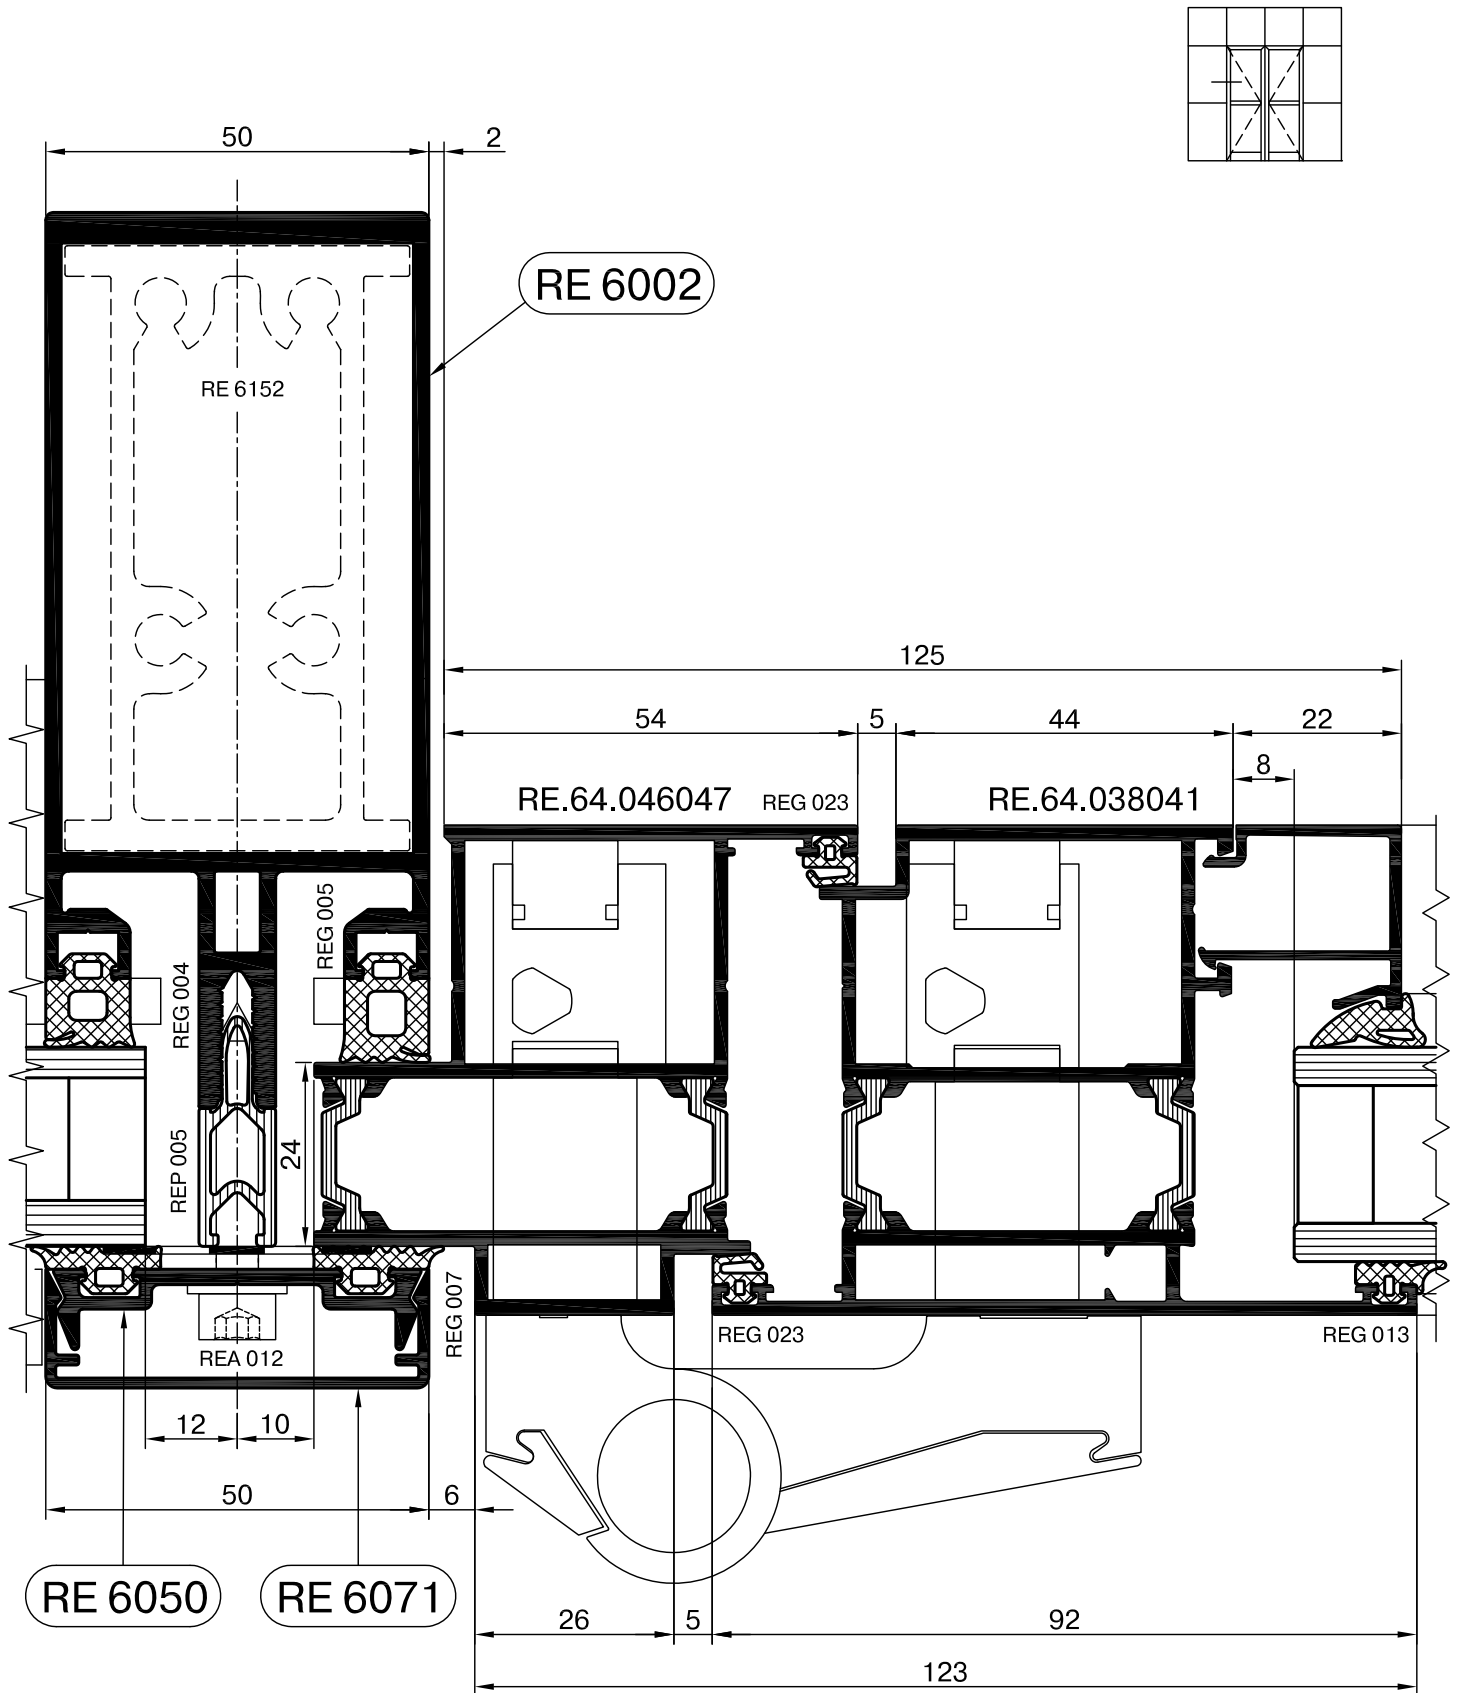 50
2
RE 6002
RE 6152
125
54
5
44
22
8
RE.64.046047
REG 023
RE.64.038041
REG 005
REG 004
24
REP 005
REG 007
REA 012
REG 023
REG 013
12
10
50
6
RE 6050
RE 6071
26
5
92
123